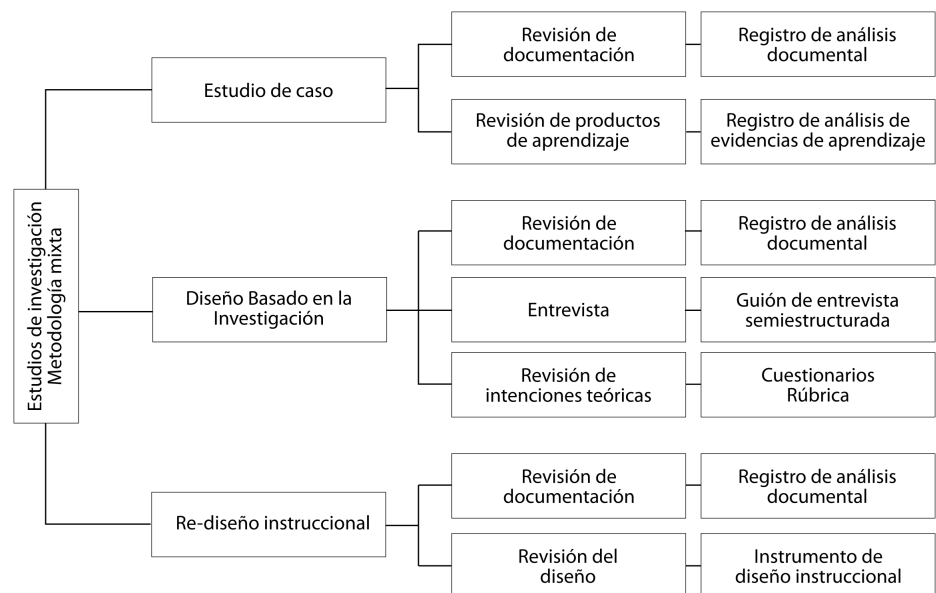 Estudios de investigación
Metodología mixta
Estudio de caso
Revisión de
documentación
Registro de análisis
documental
Revisión de productos
de aprendizaje
Registro de análisis de
evidencias de aprendizaje
Diseño Basado en la
Investigación
Revisión de
documentación
Registro de análisis
documental
Entrevista
Guión de entrevista
semiestructurada
Revisión de
intenciones teóricas
Cuestionarios
Rúbrica
Re-diseño instruccional
Revisión de
documentación
Registro de análisis
documental
Revisión del
diseño
Instrumento de
diseño instruccional